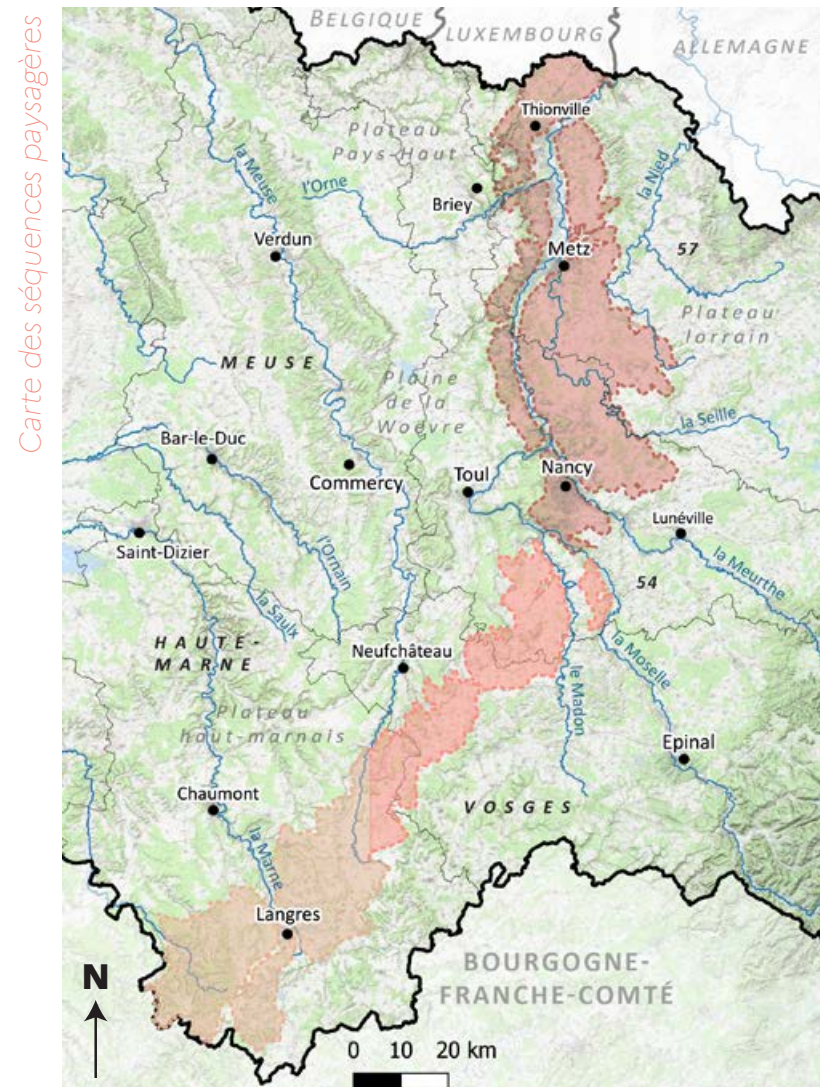 Carte des séquences paysagères
BELGIQUE
LUXEMBOURG
ALLEMAGNE
Thionville
Plateau
Pays-Haut
la Meuse
l'Orne
Briey
la Nied
Verdun
Metz
57
Plateau
lorrain
MEUSE
Plaine
de la
Woëvre
la Seille
Bar-le-Duc
Commercy
Toul
Nancy
Lunéville
Saint-Dizier
l'Ornain
la Saulx
la Meurthe
54
HAUTE-
MARNE
Neufchâteau
la Moselle
le Madon
Plateau
haut-marnais
Epinal
Chaumont
VOSGES
la Marne
Langres
BOURGOGNE-
FRANCHE-COMTÉ
N
0 10 20 km